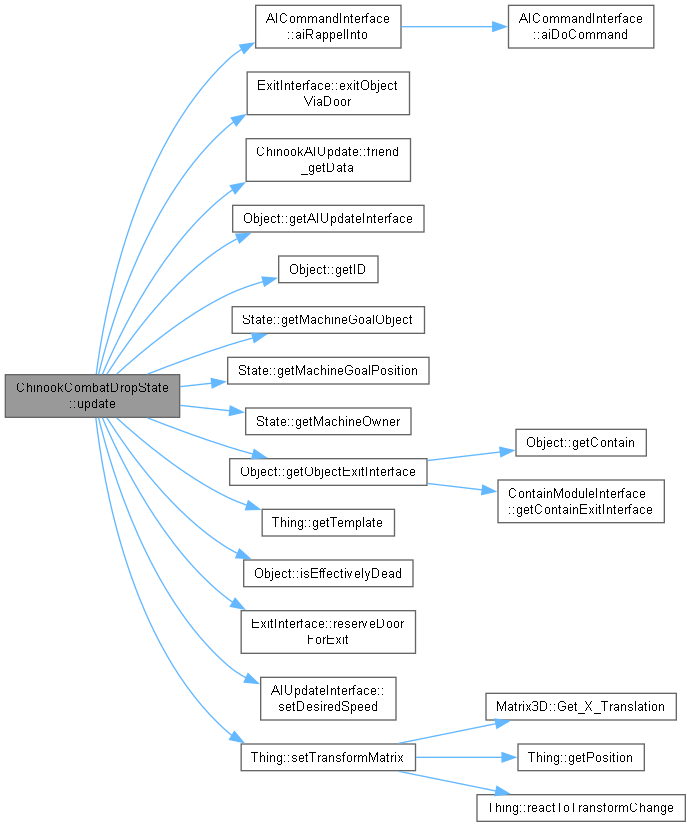 AICommandInterface
::aiRappelInto
AICommandInterface
::aiDoCommand
ExitInterface::exitObject
ViaDoor
ChinookAIUpdate::friend
_getData
Object::getAIUpdateInterface
Object::getID
State::getMachineGoalObject
State::getMachineGoalPosition
ChinookCombatDropState
::update
State::getMachineOwner
Object::getObjectExitInterface
Object::getContain
ContainModuleInterface
::getContainExitInterface
Thing::getTemplate
Object::isEffectivelyDead
ExitInterface::reserveDoor
ForExit
AIUpdateInterface::
setDesiredSpeed
Thing::setTransformMatrix
Matrix3D::Get_X_Translation
Thing::getPosition
Thing::reactToTransformChange